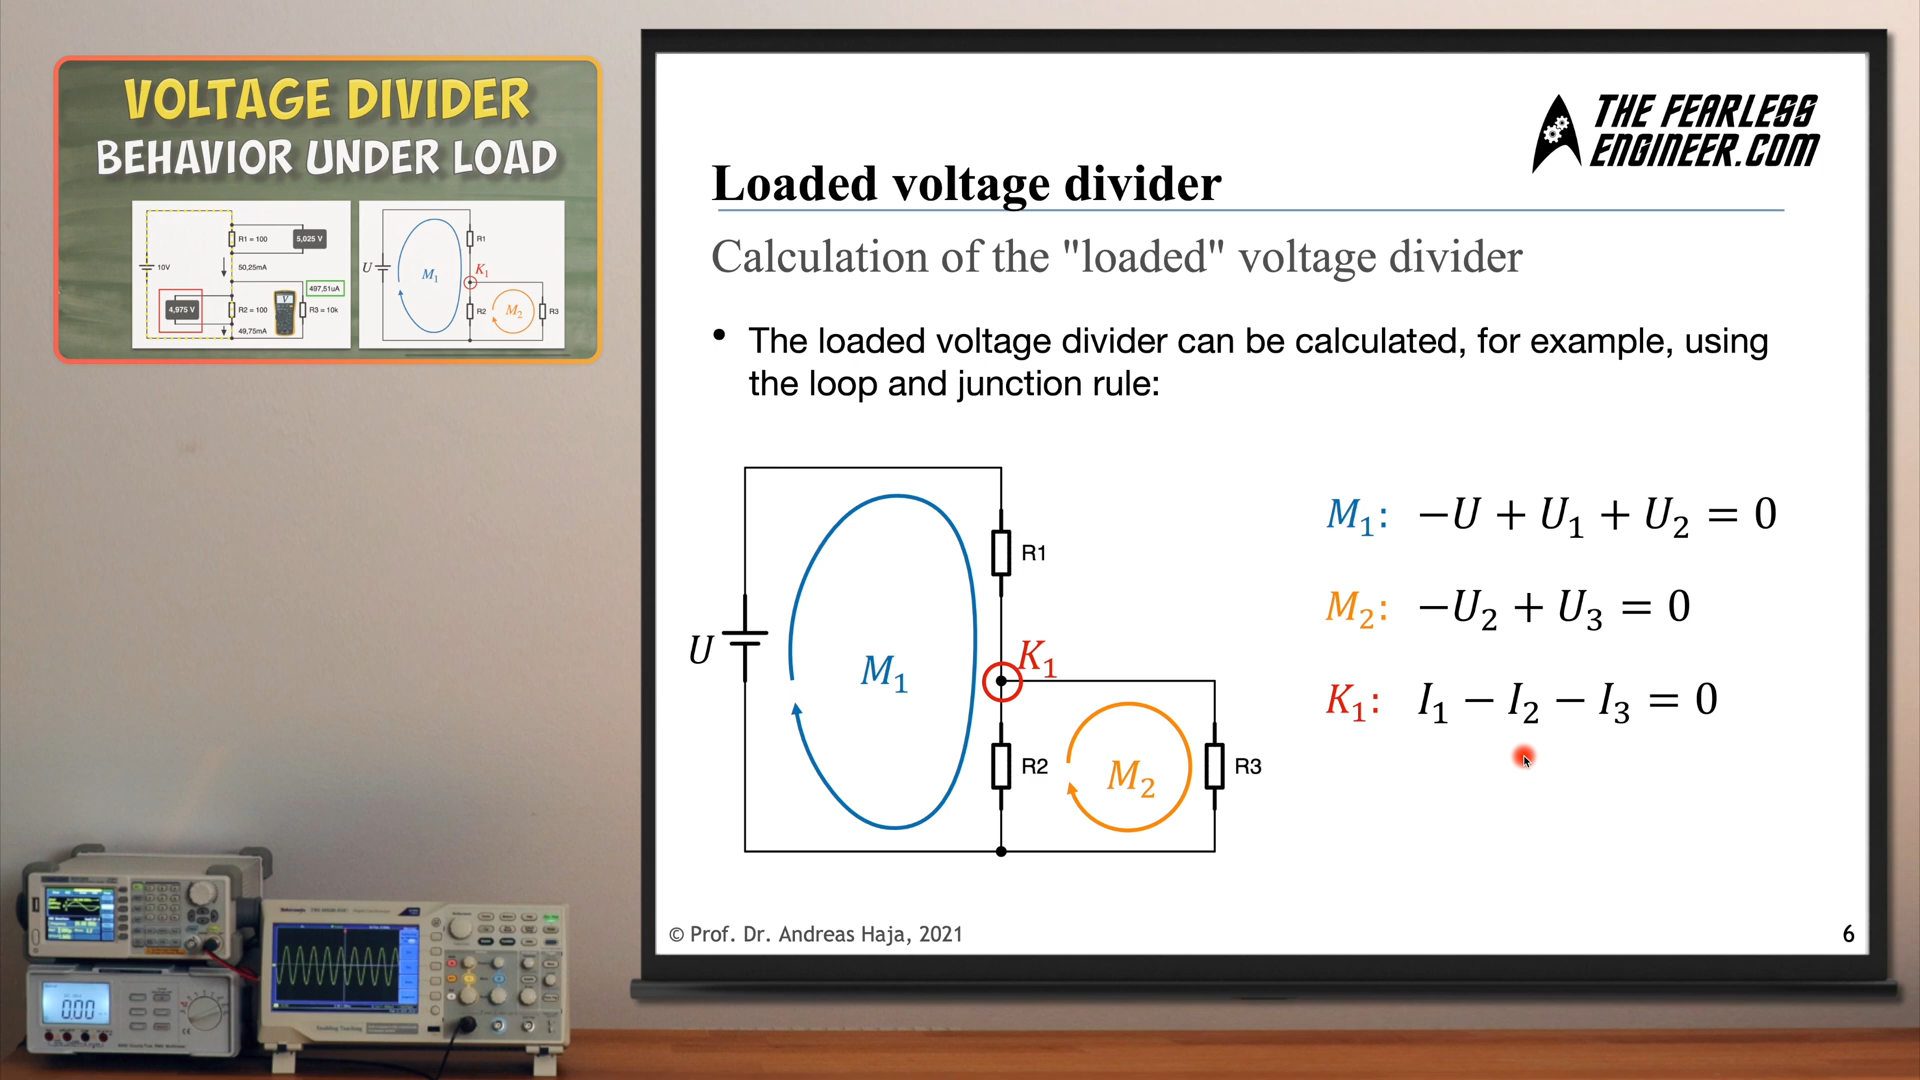 VOLTAGE DIVIDER
BEHAVIOR UNDER LOAD
R1 = 100
5,025 V
10V
50,25mA
497,51uA
4,975 V
R2 = 100
V
R3 = 10k
49,75mA
R1
U
M1
K1
R2
M2
R3
THE FEARLESS
ENGINEER.COM
Loaded voltage divider
Calculation of the "loaded" voltage divider
• The loaded voltage divider can be calculated, for example, using
the loop and junction rule:
R1
U
M₁
K₁
R2
M₂
R3
M₁: −U + U₁ + U₂ = 0
M₂: −U₂ + U₃ = 0
K₁: I₁ − I₂ − I₃ = 0
© Prof. Dr. Andreas Haja, 2021
6
Tektronix
0.00